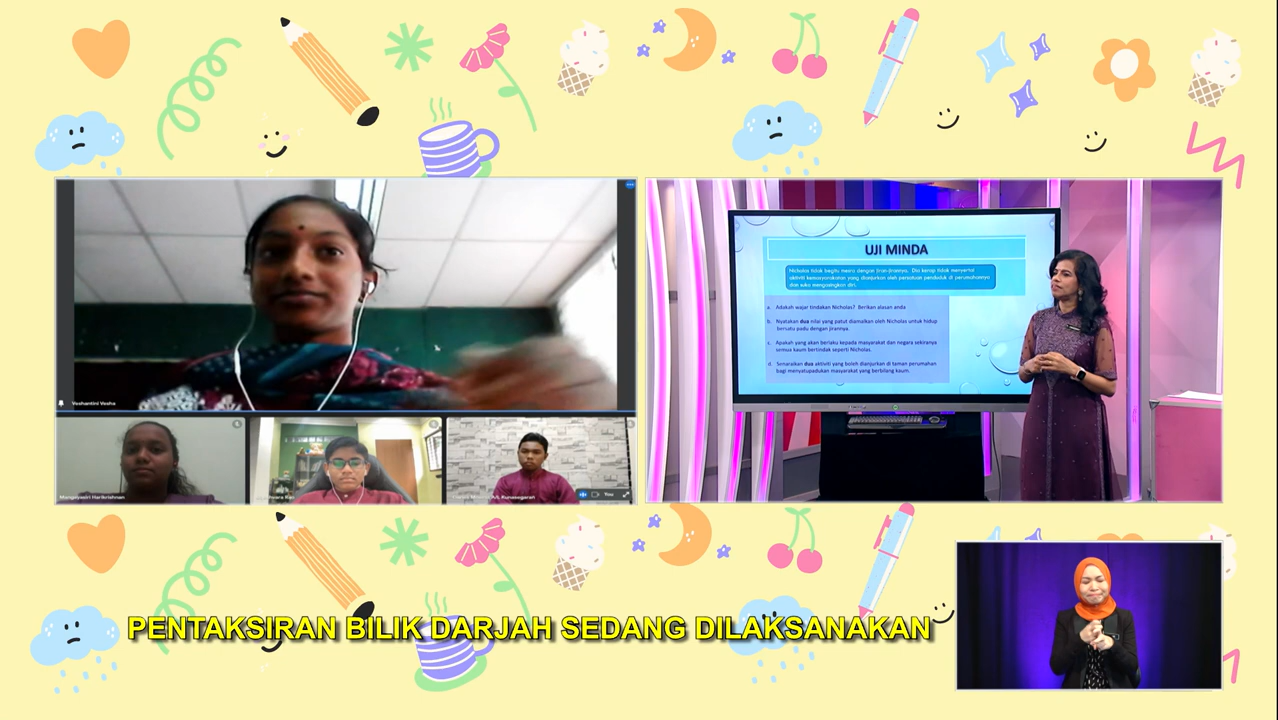 Veshantini Vesha
Mangalyasiri Harikrishnan
You
UJI MINDA
Nicholas tidak begitu mesra dengan jiran-jirannya. Dia kerap tidak menyertai
aktiviti kemasyarakatan yang dianjurkan oleh persatuan penduduk di perumahannya
dan suka mengasingkan diri.
a. Adakah wajar tindakan Nicholas? Berikan alasan anda
b. Nyatakan dua nilai yang patut diamalkan oleh Nicholas untuk hidup
bersatu padu dengan jirannya.
c. Apakah yang akan berlaku kepada masyarakat dan negara sekiranya
semua kaum bertindak seperti Nicholas.
d. Senaraikan dua aktiviti yang boleh dianjurkan di taman perumahan
bagi menyatupadukan masyarakat yang berbilang kaum.
PENTAKSIRAN BILIK DARJAH SEDANG DILAKSANAKAN